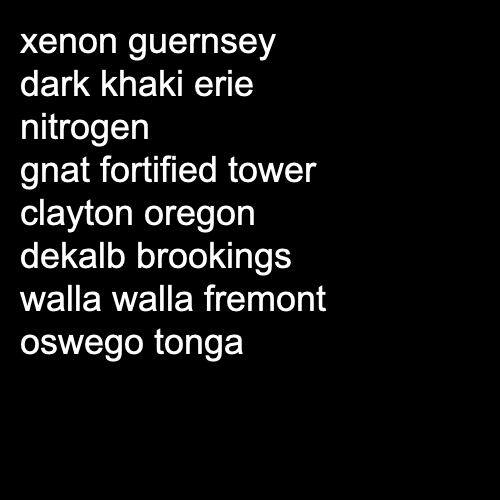 xenon guernsey
dark khaki erie
nitrogen
gnat fortified tower
clayton oregon
dekalb brookings
walla walla fremont
oswego tonga